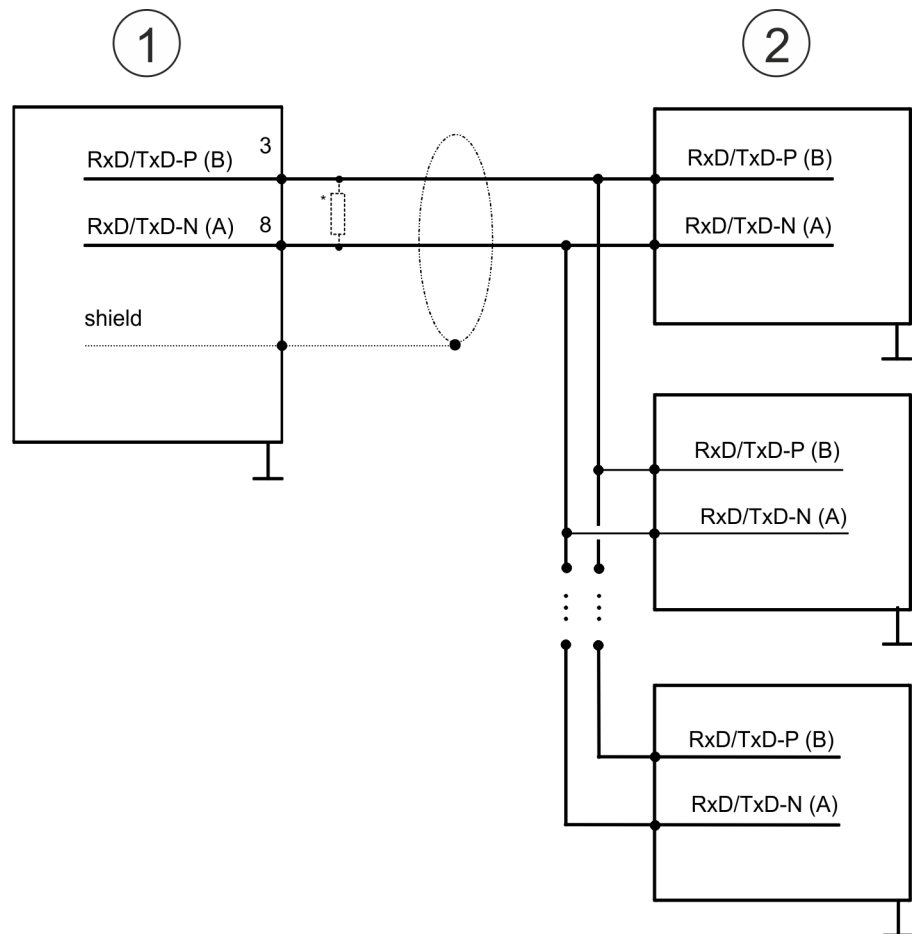 1
2
RxD/TxD-P (B)
3
RxD/TxD-N (A)
8
*
shield
RxD/TxD-P (B)
RxD/TxD-N (A)
RxD/TxD-P (B)
RxD/TxD-N (A)
RxD/TxD-P (B)
RxD/TxD-N (A)